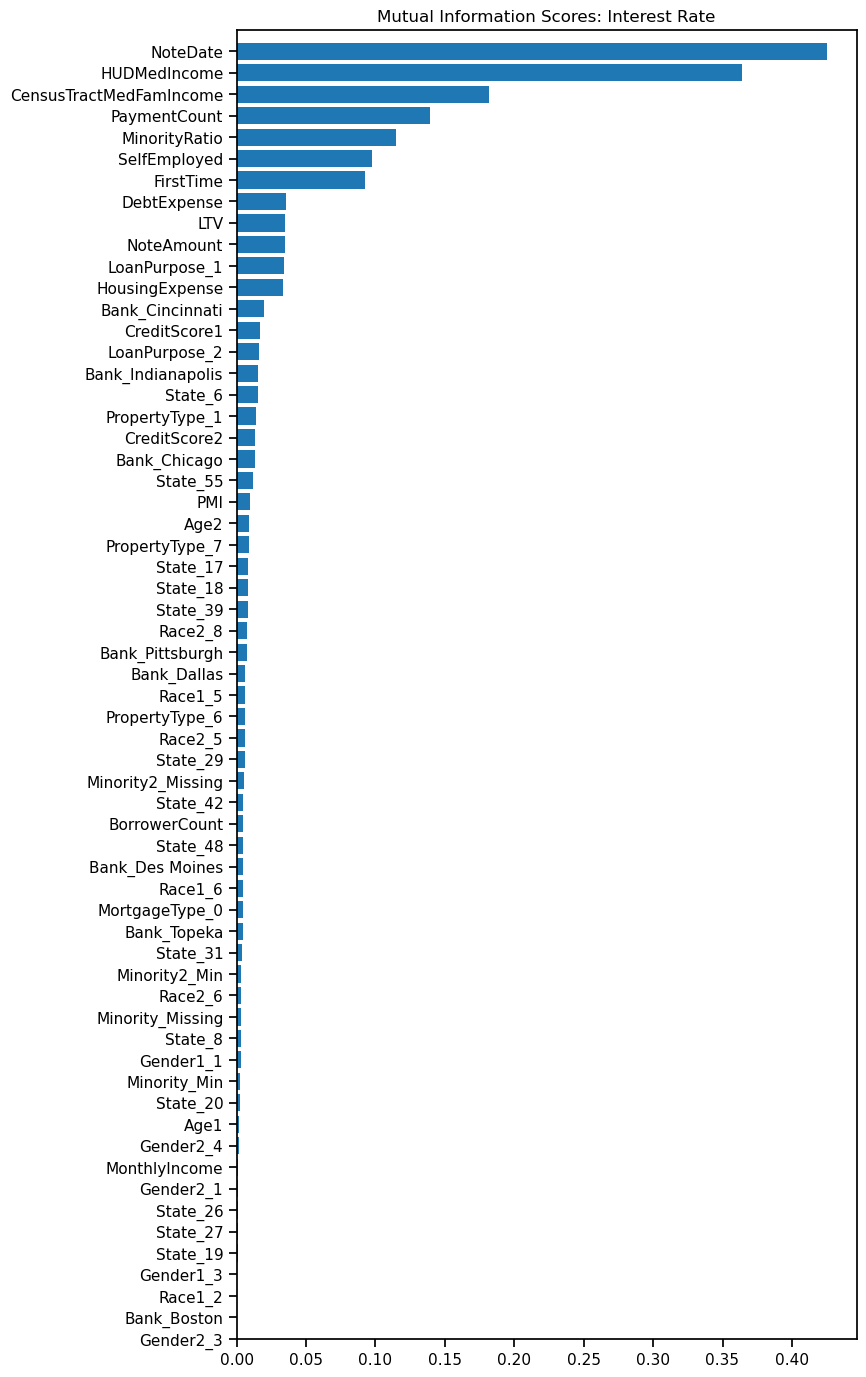 Mutual Information Scores: Interest Rate
NoteDate
HUDMedIncome
CensusTractMedFamIncome
PaymentCount
MinorityRatio
SelfEmployed
FirstTime
DebtExpense
LTV
NoteAmount
LoanPurpose_1
HousingExpense
Bank_Cincinnati
CreditScore1
LoanPurpose_2
Bank_Indianapolis
State_6
PropertyType_1
CreditScore2
Bank_Chicago
State_55
PMI
Age2
PropertyType_7
State_17
State_18
State_39
Race2_8
Bank_Pittsburgh
Bank_Dallas
Race1_5
PropertyType_6
Race2_5
State_29
Minority2_Missing
State_42
BorrowerCount
State_48
Bank_Des Moines
Race1_6
MortgageType_0
Bank_Topeka
State_31
Minority2_Min
Race2_6
Minority_Missing
State_8
Gender1_1
Minority_Min
State_20
Age1
Gender2_4
MonthlyIncome
Gender2_1
State_26
State_27
State_19
Gender1_3
Race1_2
Bank_Boston
Gender2_3
0.00 0.05 0.10 0.15 0.20 0.25 0.30 0.35 0.40